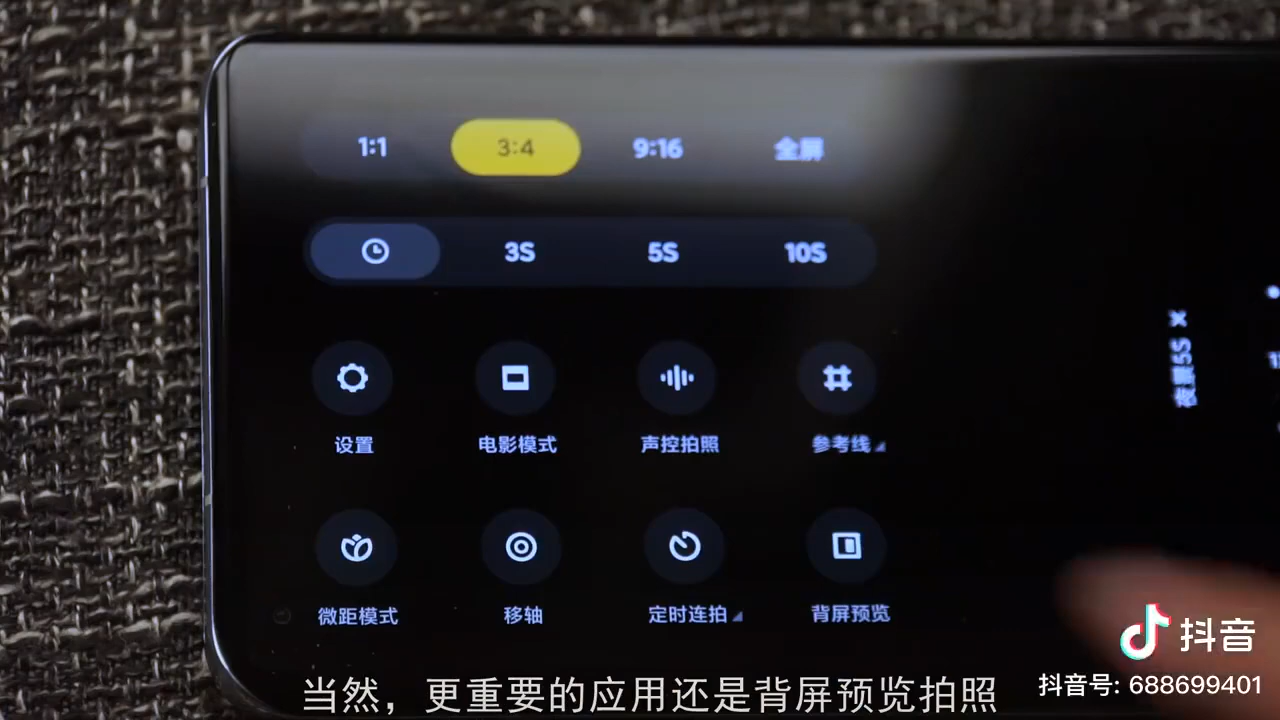 1:1 3:4 9:16 全屏
3S 5S 10S
设置 电影模式 声控拍照 参考线
微距模式 移轴 定时连拍 背屏预览
夜景5S
当然，更重要的应用还是背屏预览拍照
抖音
抖音号: 688699401